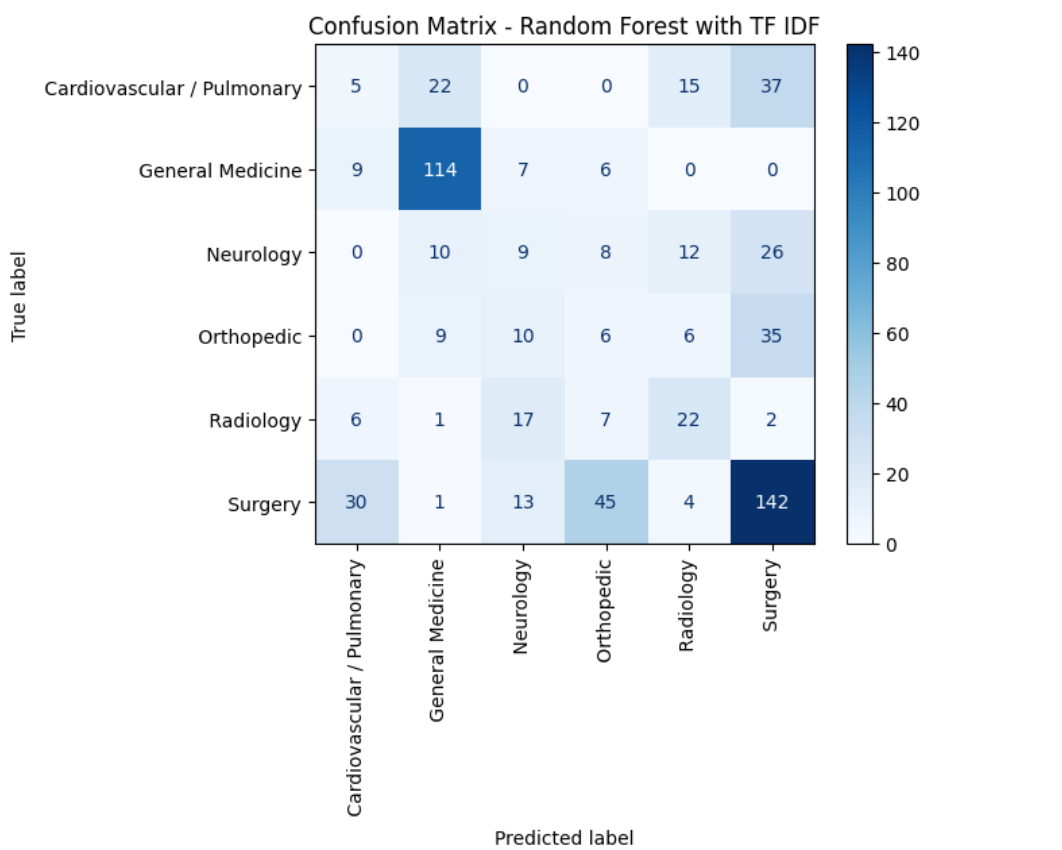 Confusion Matrix - Random Forest with TF IDF
True label
Cardiovascular / Pulmonary 5 22 0 0 15 37
General Medicine 9 114 7 6 0 0
Neurology 0 10 9 8 12 26
Orthopedic 0 9 10 6 6 35
Radiology 6 1 17 7 22 2
Surgery 30 1 13 45 4 142
Cardiovascular / Pulmonary
General Medicine
Neurology
Orthopedic
Radiology
Surgery
Predicted label
140
120
100
80
60
40
20
0